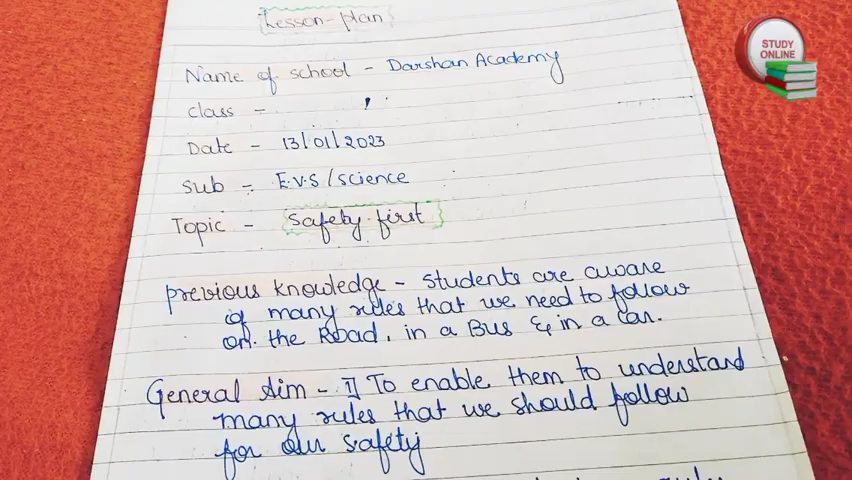 Lesson-plan
STUDY
ONLINE
Name of school - Darshan Academy
class -
Date - 13/01/2023
Sub - E.V.S/science
Topic - Safety first
previous knowledge - students are aware
of many rules that we need to follow
on the Road, in a Bus & in a car.
General Aim - 1] To enable them to understand
many rules that we should follow
for our safety